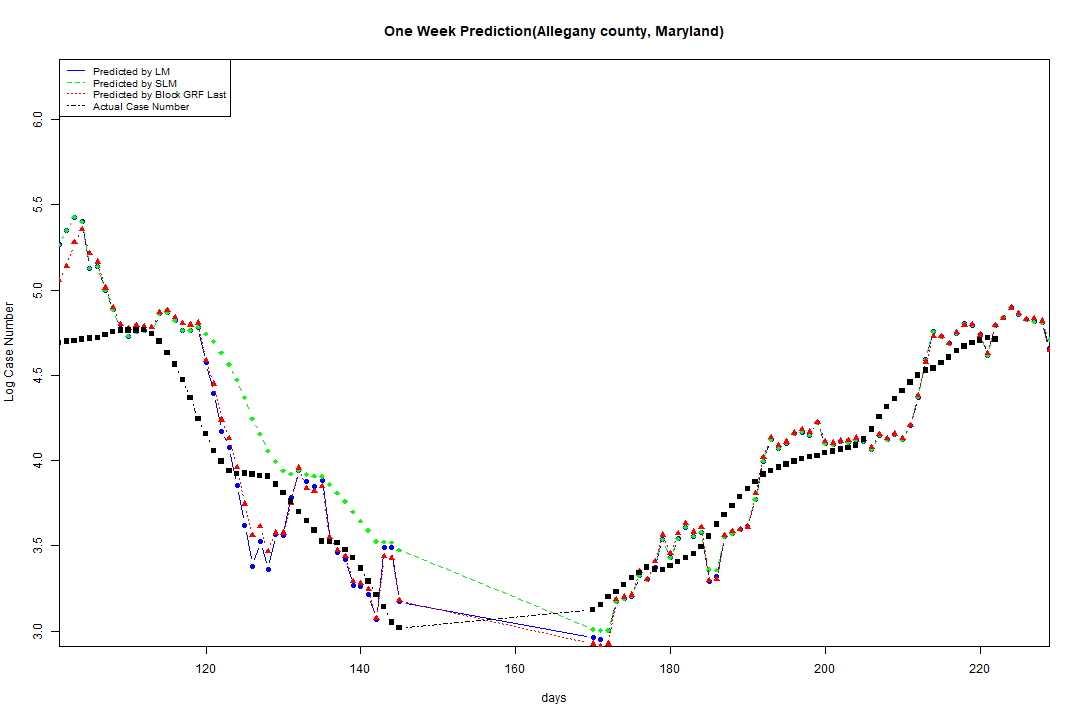 One Week Prediction(Allegany county, Maryland)
Predicted by LM
Predicted by SLM
Predicted by Block GRF Last
Actual Case Number
6.0
5.5
5.0
4.5
4.0
3.5
3.0
Log Case Number
120 140 160 180 200 220
days